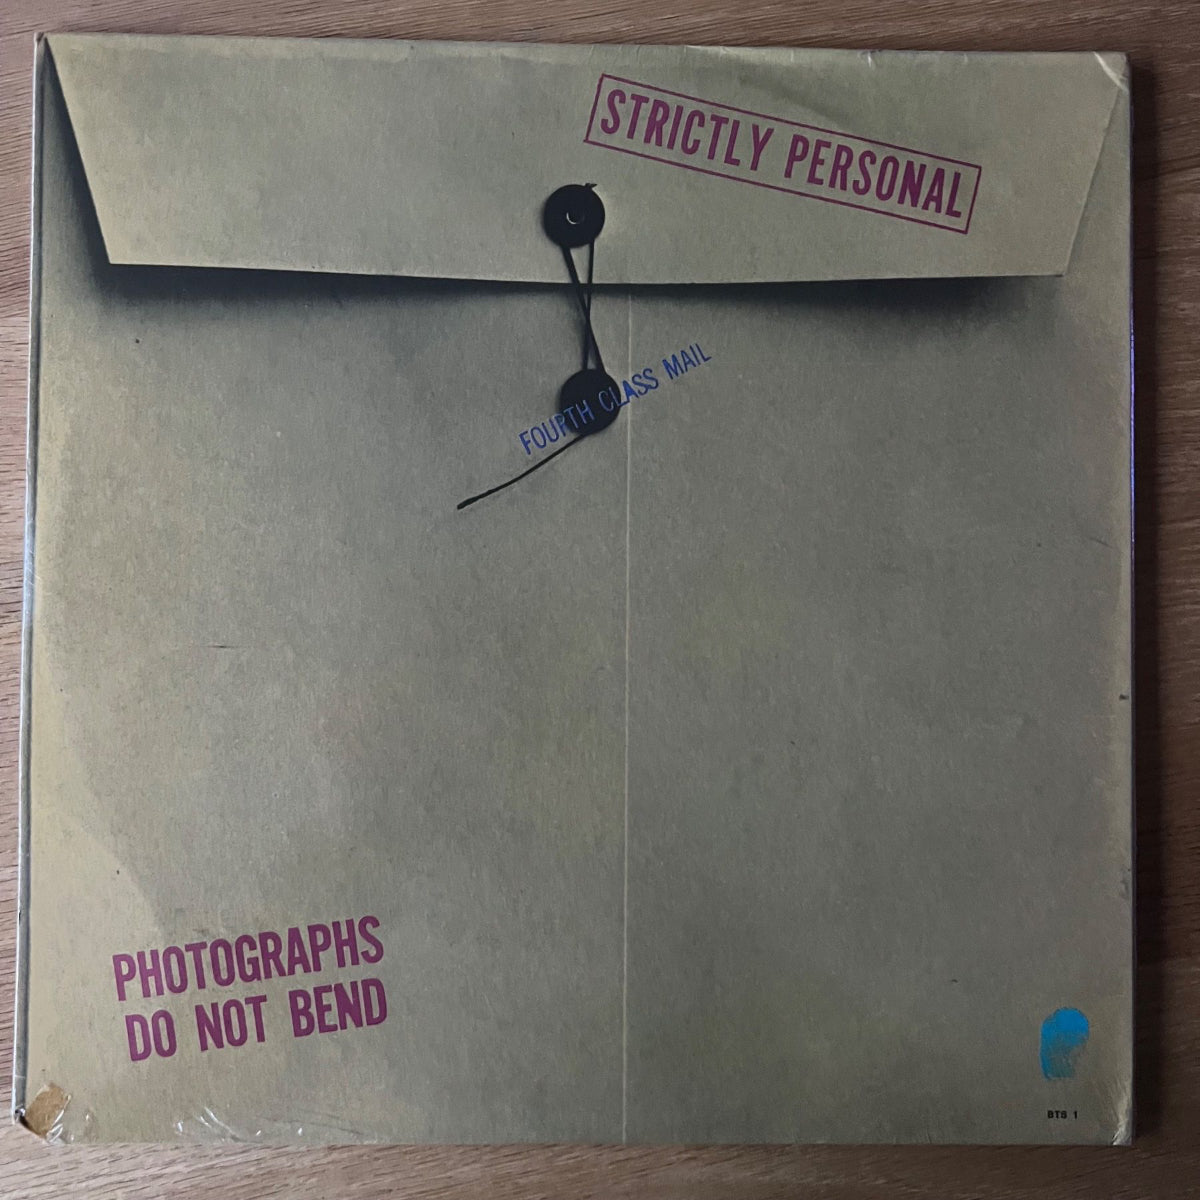 STRICTLY PERSONAL
FOURTH CLASS MAIL
PHOTOGRAPHS
DO NOT BEND
BTS 1